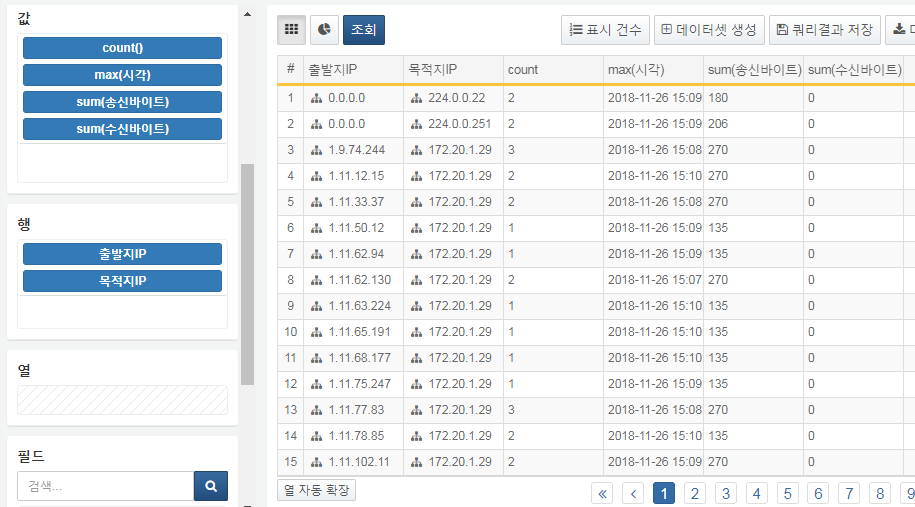 값
count()
max(시각)
sum(송신바이트)
sum(수신바이트)
행
출발지IP
목적지IP
열
필드
검색...
조회
표시 건수
데이터셋 생성
쿼리결과 저장
# 출발지IP 목적지IP count max(시각) sum(송신바이트) sum(수신바이트)
1 0.0.0.0 224.0.0.22 2 2018-11-26 15:09 180 0
2 0.0.0.0 224.0.0.251 2 2018-11-26 15:09 206 0
3 1.9.74.244 172.20.1.29 3 2018-11-26 15:08 270 0
4 1.11.12.15 172.20.1.29 2 2018-11-26 15:10 270 0
5 1.11.33.37 172.20.1.29 2 2018-11-26 15:08 270 0
6 1.11.50.12 172.20.1.29 1 2018-11-26 15:09 135 0
7 1.11.62.94 172.20.1.29 1 2018-11-26 15:09 135 0
8 1.11.62.130 172.20.1.29 2 2018-11-26 15:07 270 0
9 1.11.63.224 172.20.1.29 1 2018-11-26 15:10 135 0
10 1.11.65.191 172.20.1.29 1 2018-11-26 15:10 135 0
11 1.11.68.177 172.20.1.29 1 2018-11-26 15:10 135 0
12 1.11.75.247 172.20.1.29 1 2018-11-26 15:09 135 0
13 1.11.77.83 172.20.1.29 3 2018-11-26 15:08 270 0
14 1.11.78.85 172.20.1.29 2 2018-11-26 15:10 135 0
15 1.11.102.11 172.20.1.29 2 2018-11-26 15:09 270 0
열 자동 확장
« ‹ 1 2 3 4 5 6 7 8 9